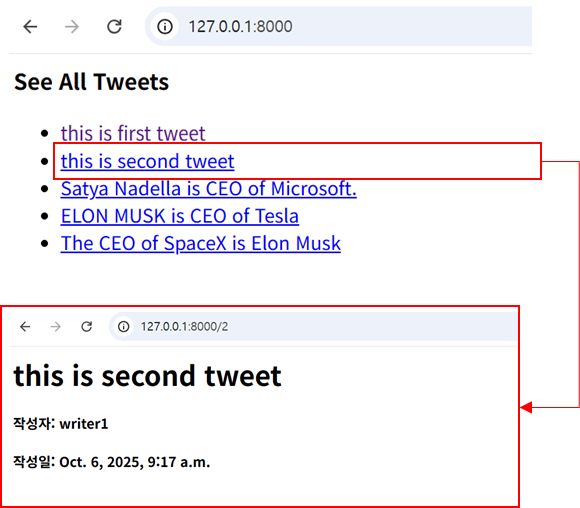 127.0.0.1:8000
See All Tweets
this is first tweet
this is second tweet
Satya Nadella is CEO of Microsoft.
ELON MUSK is CEO of Tesla
The CEO of SpaceX is Elon Musk
127.0.0.1:8000/2
this is second tweet
작성자: writer1
작성일: Oct. 6, 2025, 9:17 a.m.